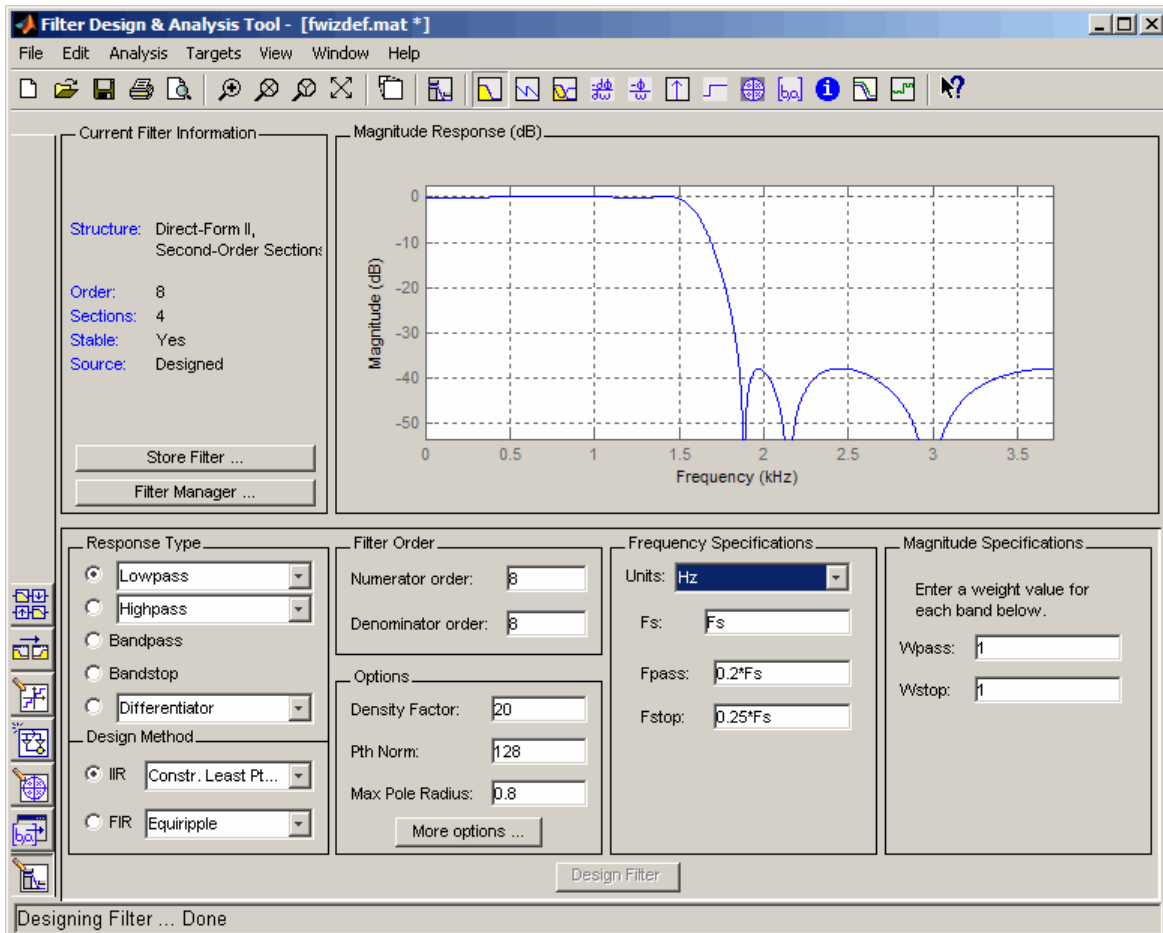 Filter Design & Analysis Tool - [fwizdef.mat *]
File Edit Analysis Targets View Window Help
Current Filter Information
Structure: Direct-Form II,
Second-Order Sections
Order: 8
Sections: 4
Stable: Yes
Source: Designed
Store Filter ...
Filter Manager ...
Magnitude Response (dB)
Magnitude (dB)
0
-10
-20
-30
-40
-50
0 0.5 1 1.5 2 2.5 3 3.5
Frequency (kHz)
Response Type
Lowpass
Highpass
Bandpass
Bandstop
Differentiator
Design Method
IIR Constr. Least Pt...
FIR Equiripple
Filter Order
Numerator order: 8
Denominator order: 8
Options
Density Factor: 20
Pth Norm: 128
Max Pole Radius: 0.8
More options ...
Frequency Specifications
Units: Hz
Fs: Fs
Fpass: 0.2*Fs
Fstop: 0.25*Fs
Magnitude Specifications
Enter a weight value for
each band below.
Wpass: 1
Wstop: 1
Design Filter
Designing Filter ... Done